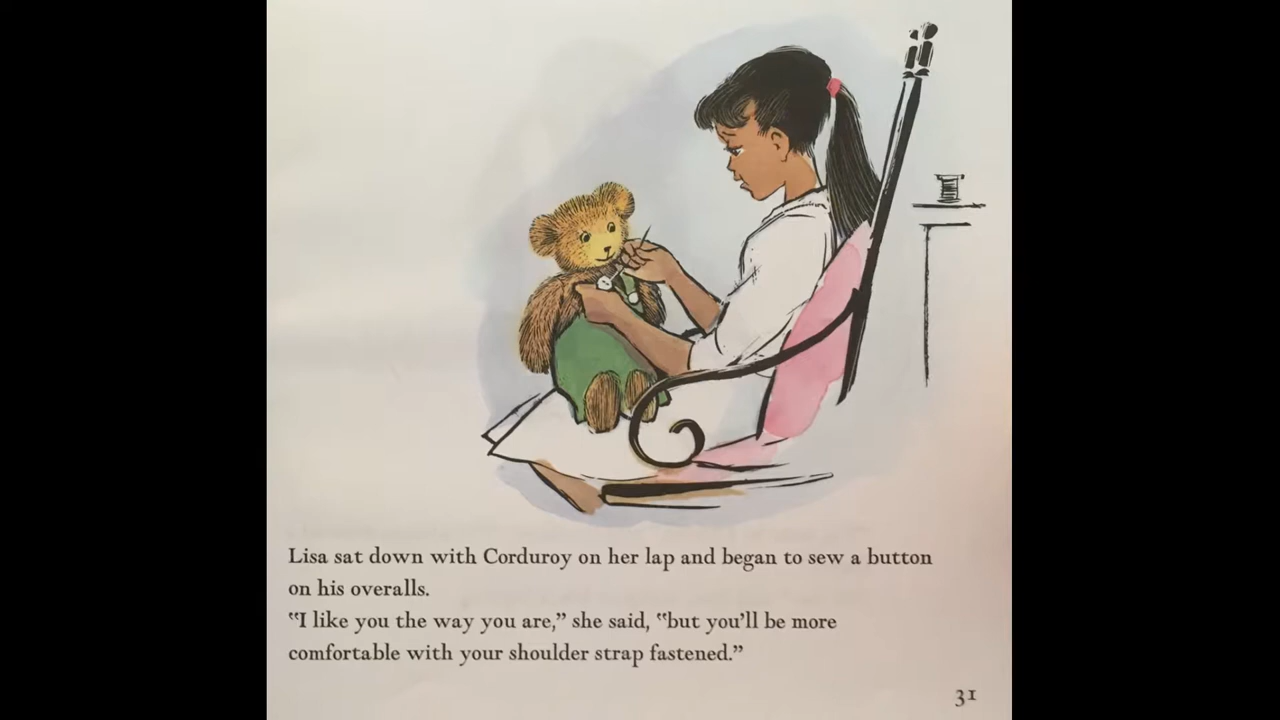 Lisa sat down with Corduroy on her lap and began to sew a button
on his overalls.
“I like you the way you are,” she said, “but you’ll be more
comfortable with your shoulder strap fastened.”
31